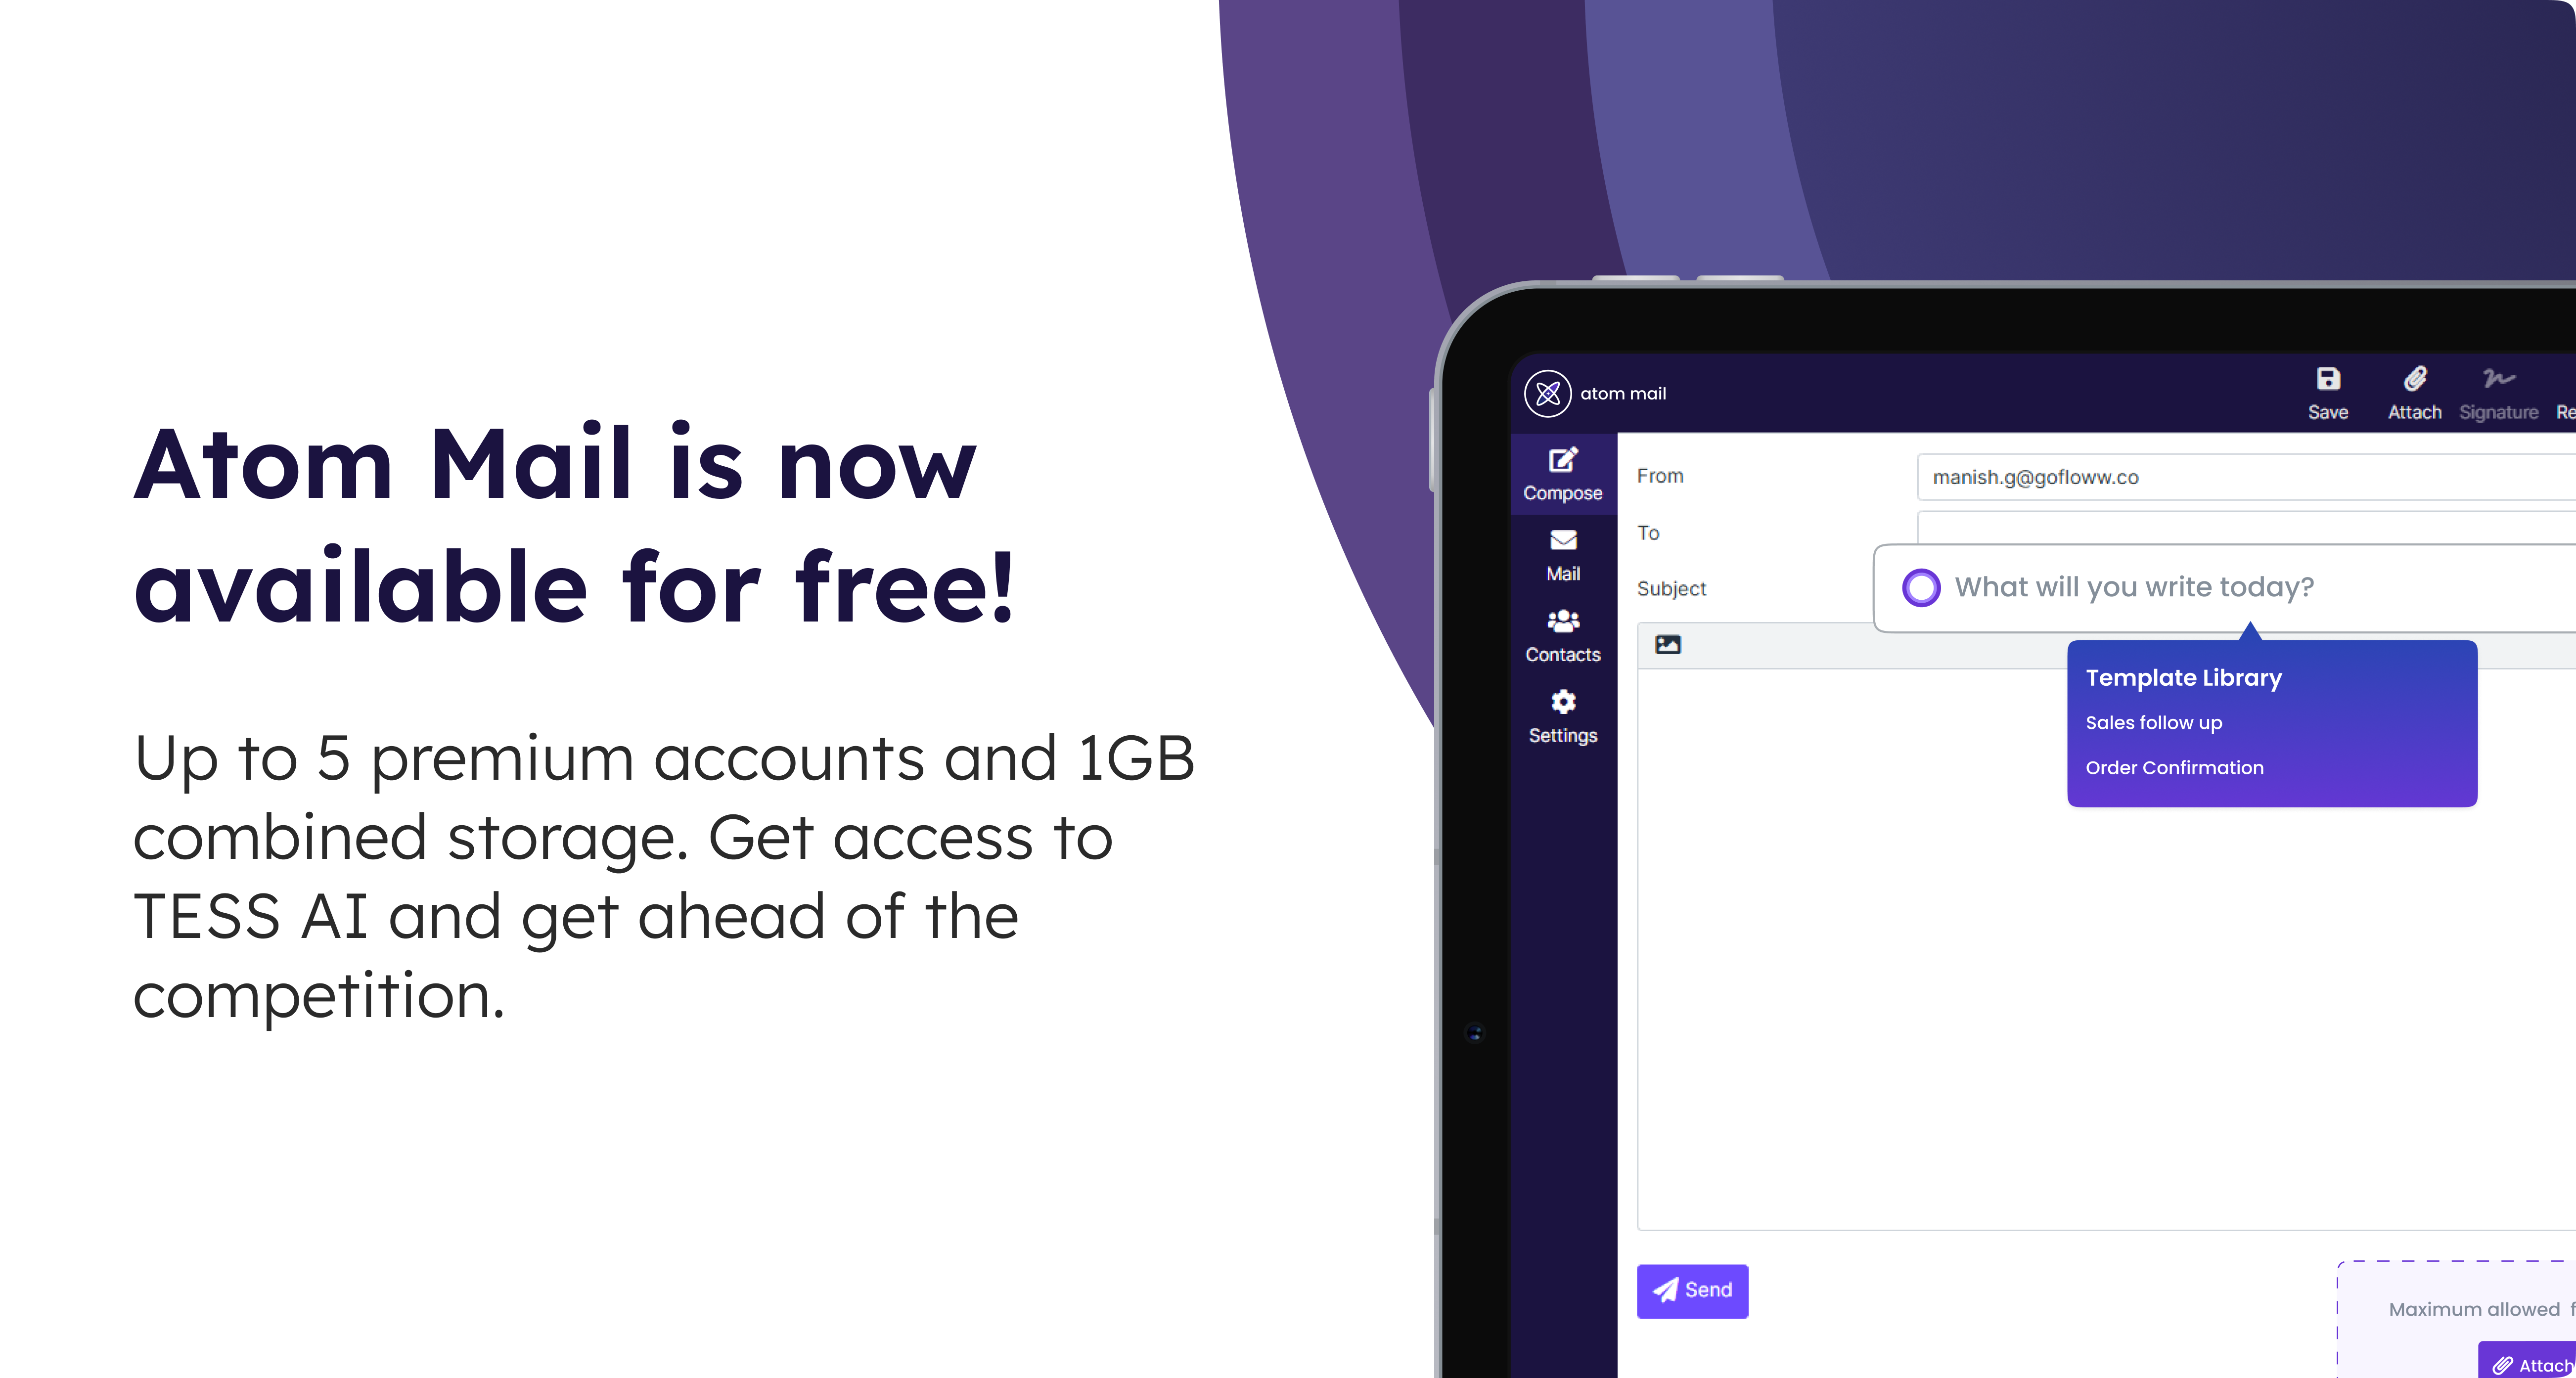 Atom Mail is now
available for free!
Up to 5 premium accounts and 1GB
combined storage. Get access to
TESS AI and get ahead of the
competition.
atom mail
Save
Attach
Signature
Re
Compose
Mail
Contacts
Settings
From
manish.g@gofloww.co
To
Subject
What will you write today?
Template Library
Sales follow up
Order Confirmation
Send
Maximum allowed f
Attach